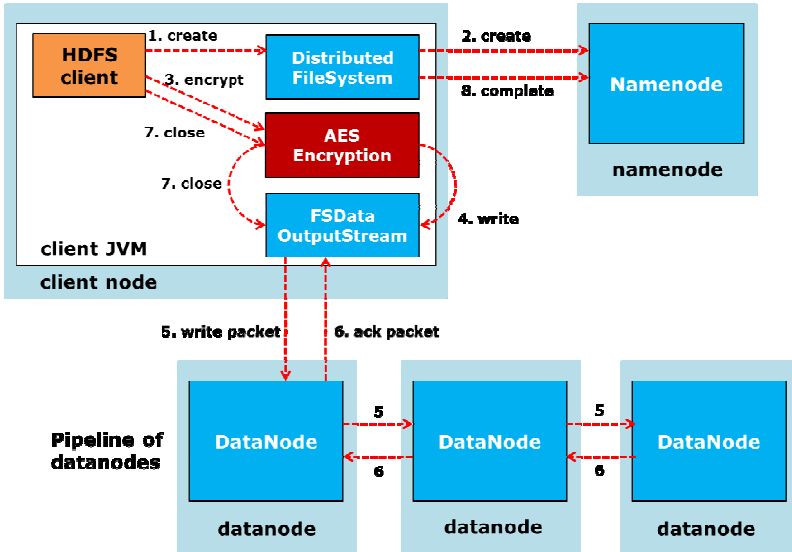 HDFS
client
1. create
Distributed
FileSystem
2. create
8. complete
Namenode
namenode
3. encrypt
7. close
AES
Encryption
7. close
4. write
FSData
OutputStream
client JVM
client node
5. write packet
6. ack packet
Pipeline of
datanodes
DataNode
datanode
5
6
DataNode
datanode
5
6
DataNode
datanode